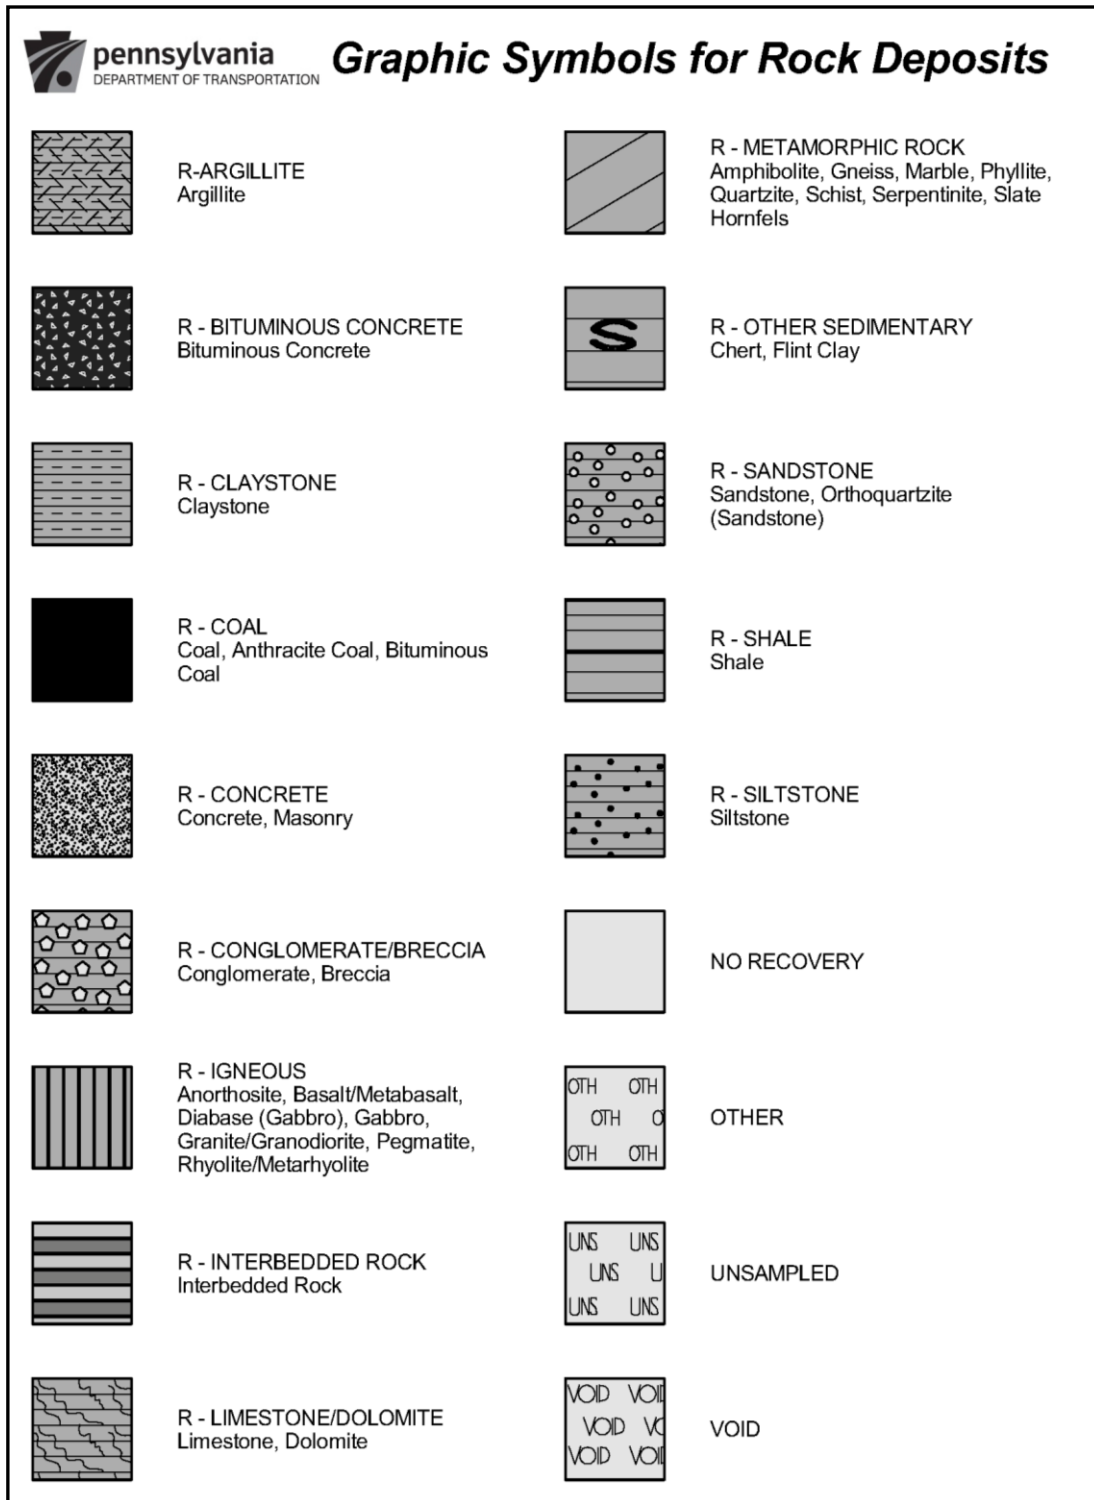 pennsylvania
DEPARTMENT OF TRANSPORTATION
Graphic Symbols for Rock Deposits
R-ARGILLITE
Argillite
R - BITUMINOUS CONCRETE
Bituminous Concrete
R - CLAYSTONE
Claystone
R - COAL
Coal, Anthracite Coal, Bituminous
Coal
R - CONCRETE
Concrete, Masonry
R - CONGLOMERATE/BRECCIA
Conglomerate, Breccia
R - IGNEOUS
Anorthosite, Basalt/Metabasalt,
Diabase (Gabbro), Gabbro,
Granite/Granodiorite, Pegmatite,
Rhyolite/Metarhyolite
R - INTERBEDDED ROCK
Interbedded Rock
R - LIMESTONE/DOLOMITE
Limestone, Dolomite
R - METAMORPHIC ROCK
Amphibolite, Gneiss, Marble, Phyllite,
Quartzite, Schist, Serpentinite, Slate
Hornfels
S
R - OTHER SEDIMENTARY
Chert, Flint Clay
R - SANDSTONE
Sandstone, Orthoquartzite
(Sandstone)
R - SHALE
Shale
R - SILTSTONE
Siltstone
NO RECOVERY
OTH OTH
OTH O
OTH OTH
OTHER
UNS UNS
UNS U
UNS UNS
UNSAMPLED
VOID VOID
VOID VO
VOID VOID
VOID